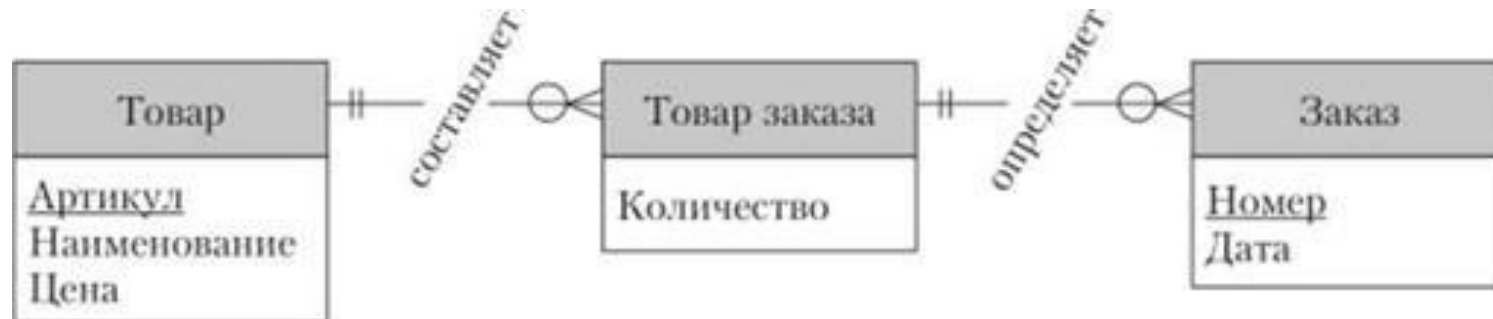 Товар
Артикул
Наименование
Цена
составляет
Товар заказа
Количество
определяет
Заказ
Номер
Дата